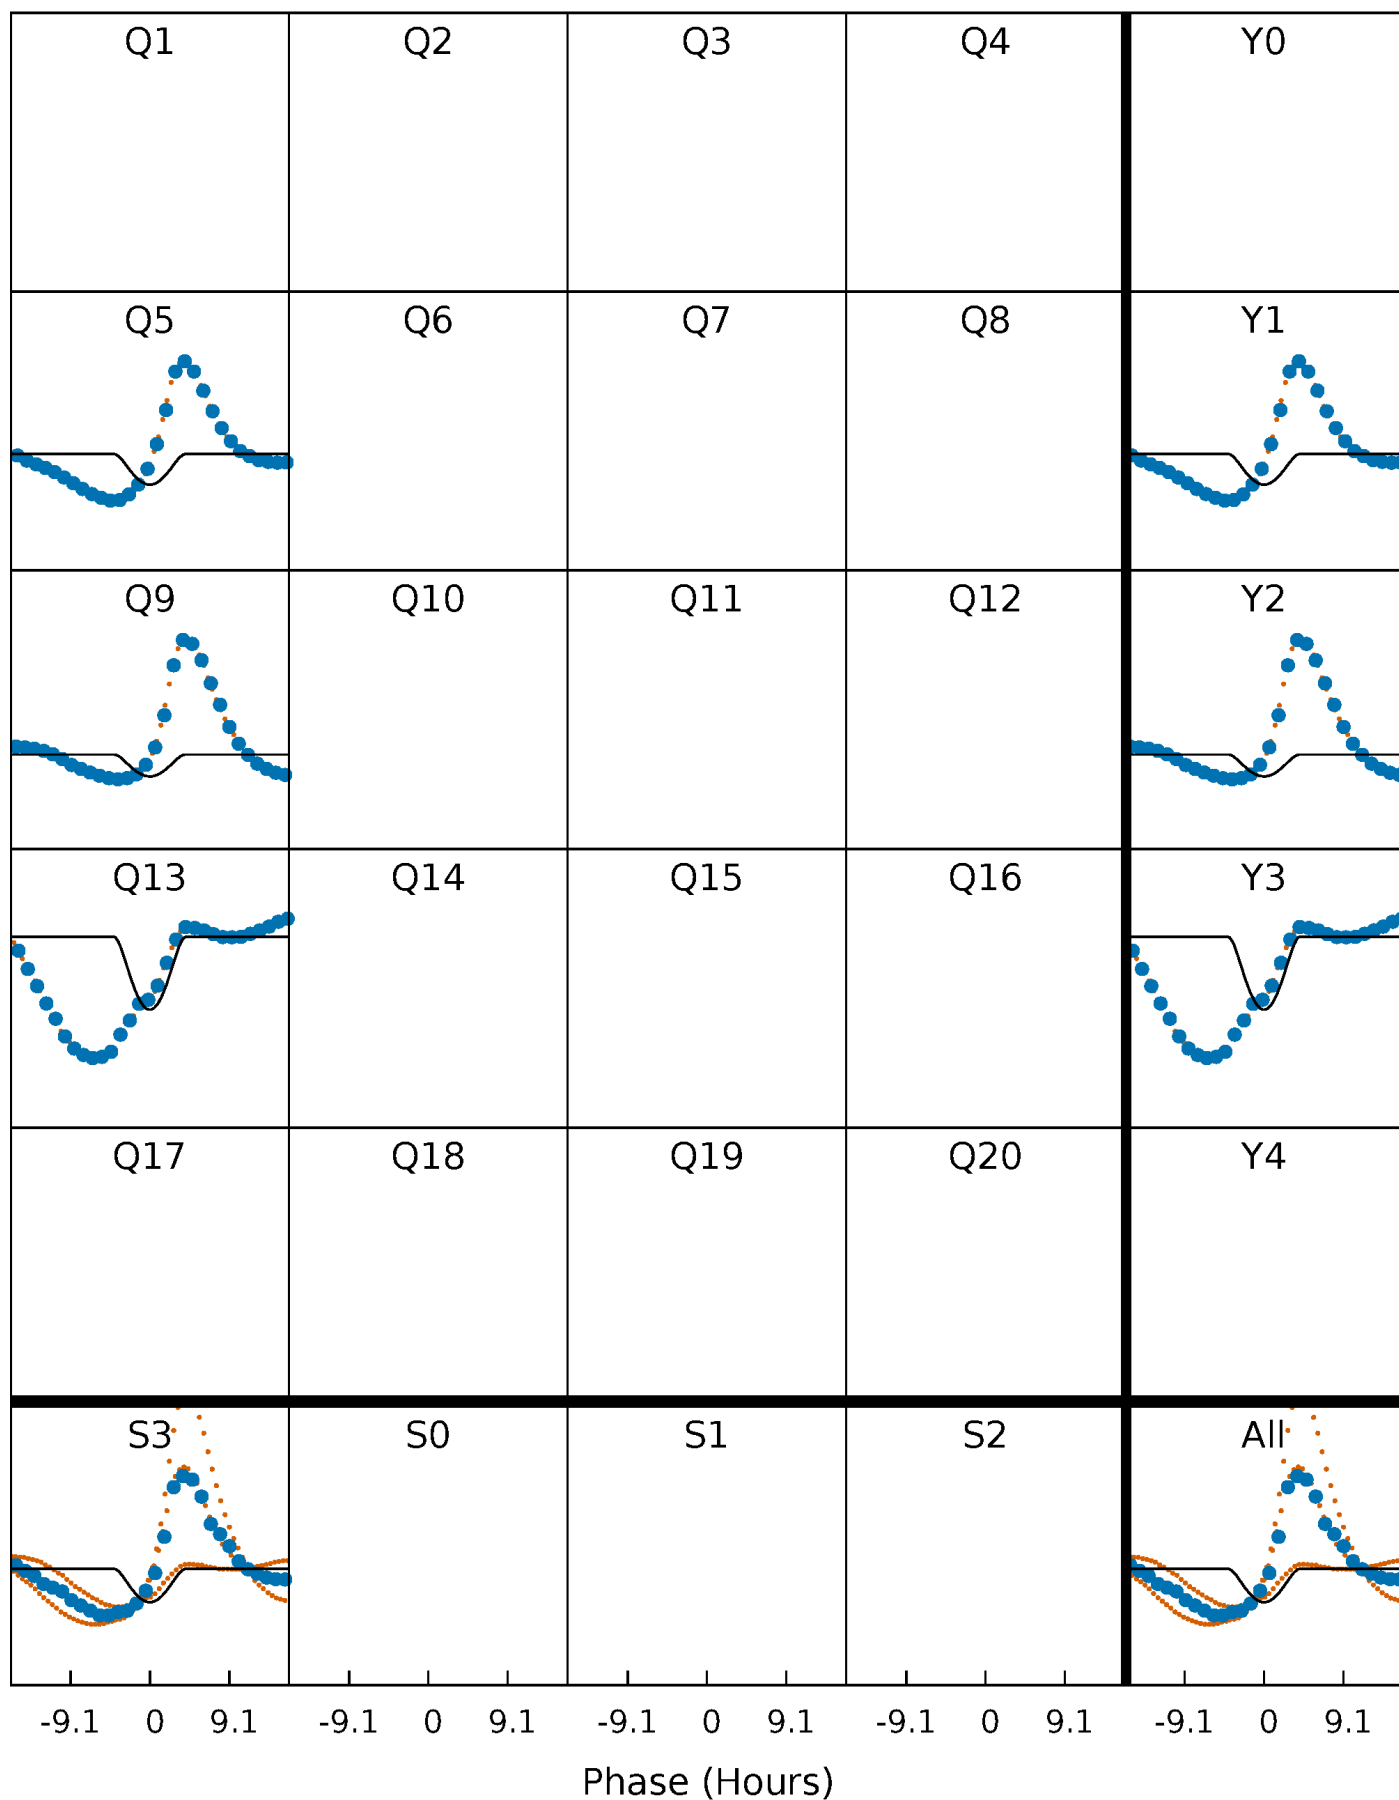 Q1 Q2 Q3 Q4 Y0
Q5 Q6 Q7 Q8 Y1
Q9 Q10 Q11 Q12 Y2
Q13 Q14 Q15 Q16 Y3
Q17 Q18 Q19 Q20 Y4
S3 S0 S1 S2 All
-9.1 0 9.1 -9.1 0 9.1 -9.1 0 9.1 -9.1 0 9.1 -9.1 0 9.1
Phase (Hours)